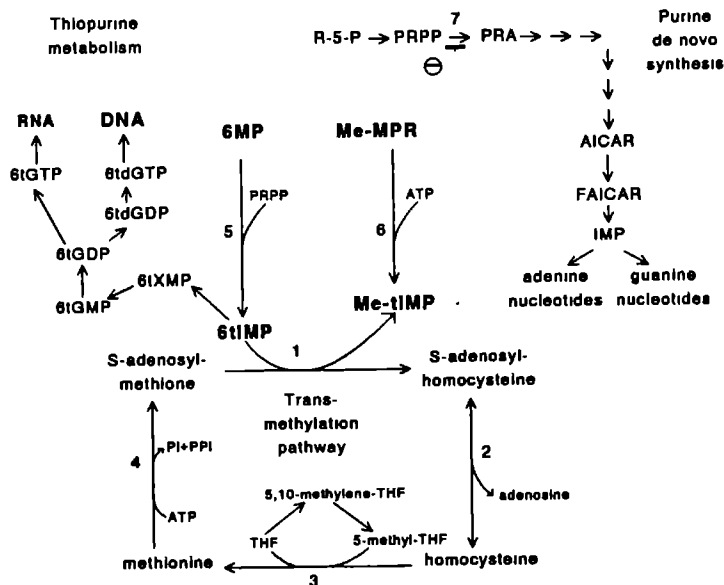 Thiopurine
metabolism
R-5-P PRPP 7 PRA
Purine
de novo
synthesis
RNA DNA 6MP Me-MPR
AICAR
6tGTP 6tdGTP
PRPP ATP
FAICAR
6tdGDP
5 6
IMP
6tGDP
adenine
nucleotides
guanine
nucleotides
6tXMP
6tGMP
6tIMP
Me-tIMP
1
S-adenosyl-
methione
S-adenosyl-
homocysteine
Trans-
methylation
pathway
4 PI+PPI
2
adenosine
5,10-methylene-THF
ATP
THF 5-methyl-THF
methionine
3
homocysteine